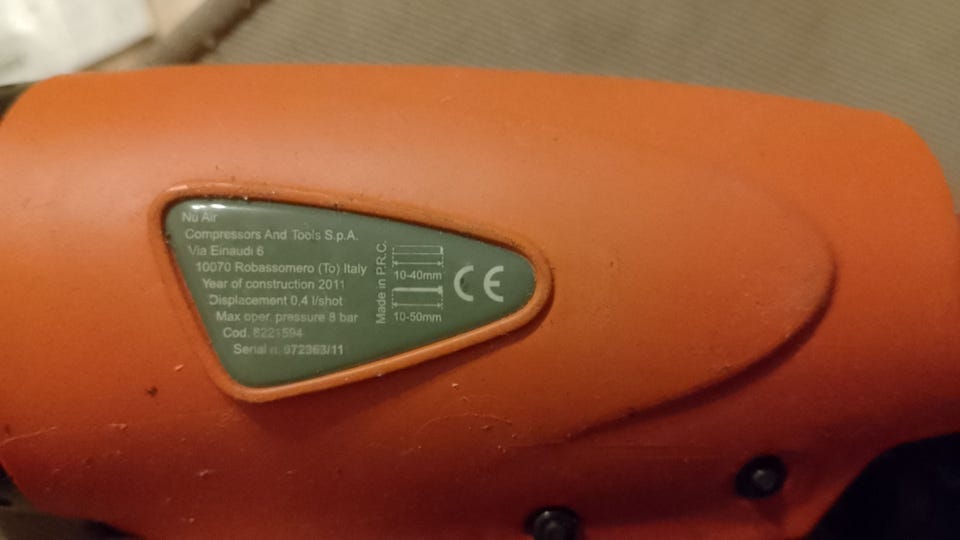 Nu Air
Compressors And Tools S.p.A.
Via Einaudi 6
10070 Robassomero (To) Italy
Year of construction 2011
Displacement 0,4 l/shot
Max oper. pressure 8 bar
Cod. 8221594
Serial n. 072363/11
Made in P.R.C.
10-40mm
10-50mm
CE